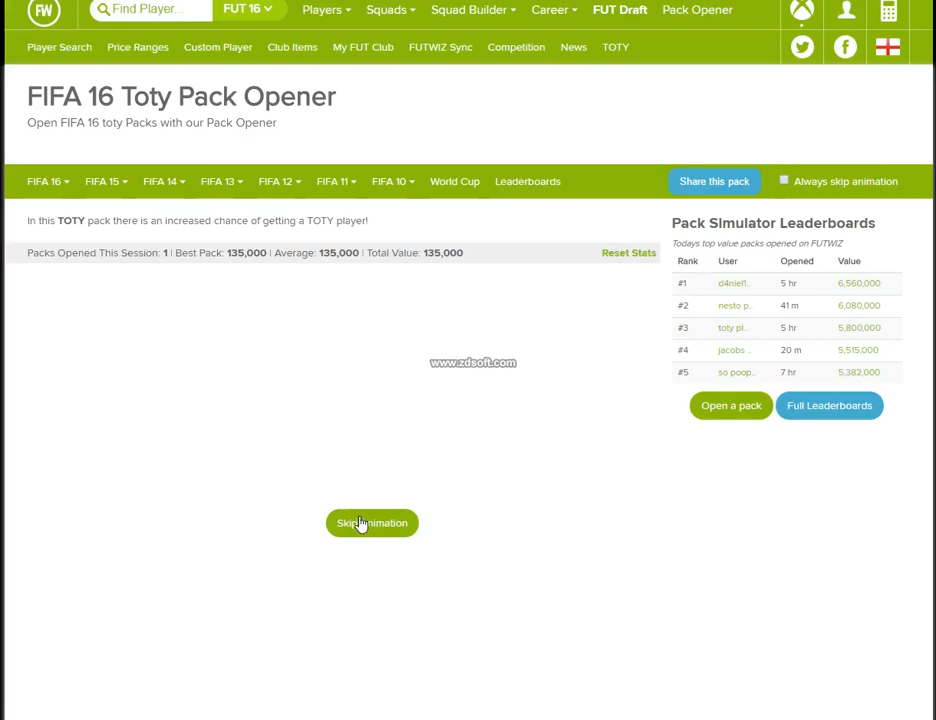 FW Find Player... FUT 16 Players Squads Squad Builder Career FUT Draft Pack Opener
Player Search Price Ranges Custom Player Club Items My FUT Club FUTWIZ Sync Competition News TOTY
FIFA 16 Toty Pack Opener
Open FIFA 16 toty Packs with our Pack Opener
FIFA 16 FIFA 15 FIFA 14 FIFA 13 FIFA 12 FIFA 11 FIFA 10 World Cup Leaderboards Share this pack Always skip animation
In this TOTY pack there is an increased chance of getting a TOTY player!
Packs Opened This Session: 1 | Best Pack: 135,000 | Average: 135,000 | Total Value: 135,000 Reset Stats
Pack Simulator Leaderboards
Todays top value packs opened on FUTWIZ
Rank User Opened Value
#1 d4niel1.. 5 hr 6,560,000
#2 nesto p.. 41 m 6,080,000
#3 toty pl.. 5 hr 5,800,000
#4 jacobs .. 20 m 5,515,000
#5 so poop.. 7 hr 5,382,000
Open a pack Full Leaderboards
www.zdsoft.com
Skip animation